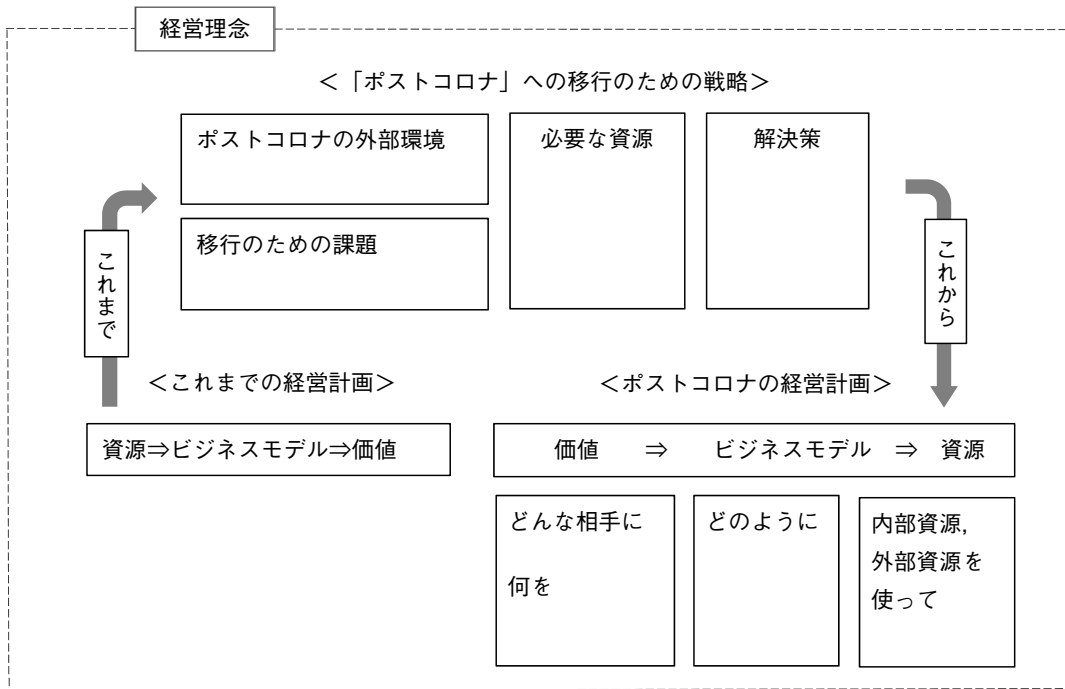 経営理念
＜「ポストコロナ」への移行のための戦略＞
ポストコロナの外部環境
移行のための課題
必要な資源
解決策
これまで
これから
＜これまでの経営計画＞
資源⇒ビジネスモデル⇒価値
＜ポストコロナの経営計画＞
価値　⇒　ビジネスモデル　⇒　資源
どんな相手に
何を
どのように
内部資源,
外部資源を
使って